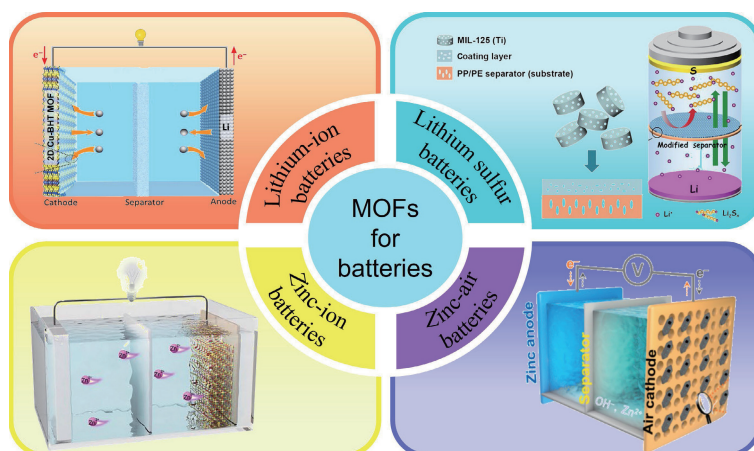 e⁻
e⁻
2D Cu-BHT MOF
Li
Cathode
Separator
Anode
MIL-125 (Ti)
Coating layer
PP/PE separator (substrate)
S
Modified separator
Li
Li⁺
Li₂Sₓ
Lithium-ion
batteries
Lithium sulfur
batteries
MOFs
for
batteries
Zinc-ion
batteries
Zinc-air
batteries
V
e⁻
e⁻
Zinc anode
Separator
OH⁻, Zn²⁺
Air cathode